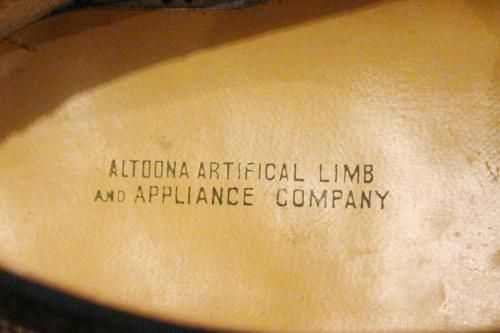 ALTOONA ARTIFICAL LIMB
AND APPLIANCE COMPANY